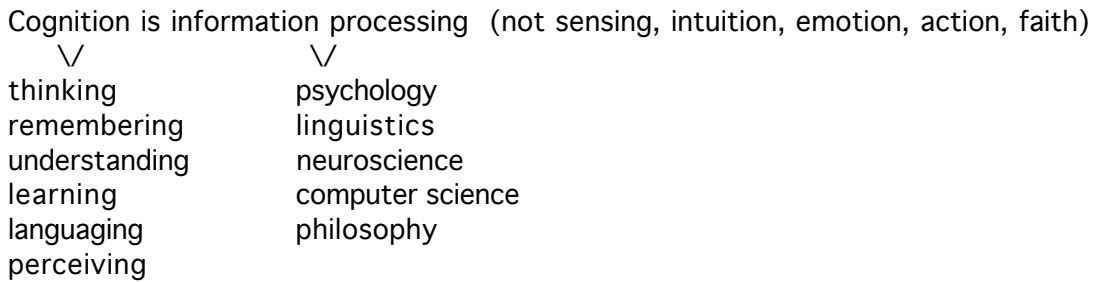 Cognition is information processing (not sensing, intuition, emotion, action, faith)
\/ \/
thinking psychology
remembering linguistics
understanding neuroscience
learning computer science
languaging philosophy
perceiving